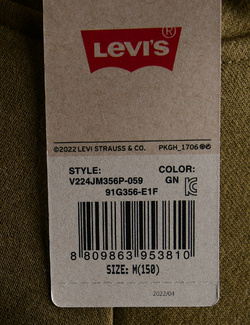 LEVI'S®
©2022 LEVI STRAUSS & CO. PKGH_1706
STYLE: COLOR:
V224JM356P-059 GN
91G356-E1F
8 809863 953810
SIZE: M(158)
2022/04